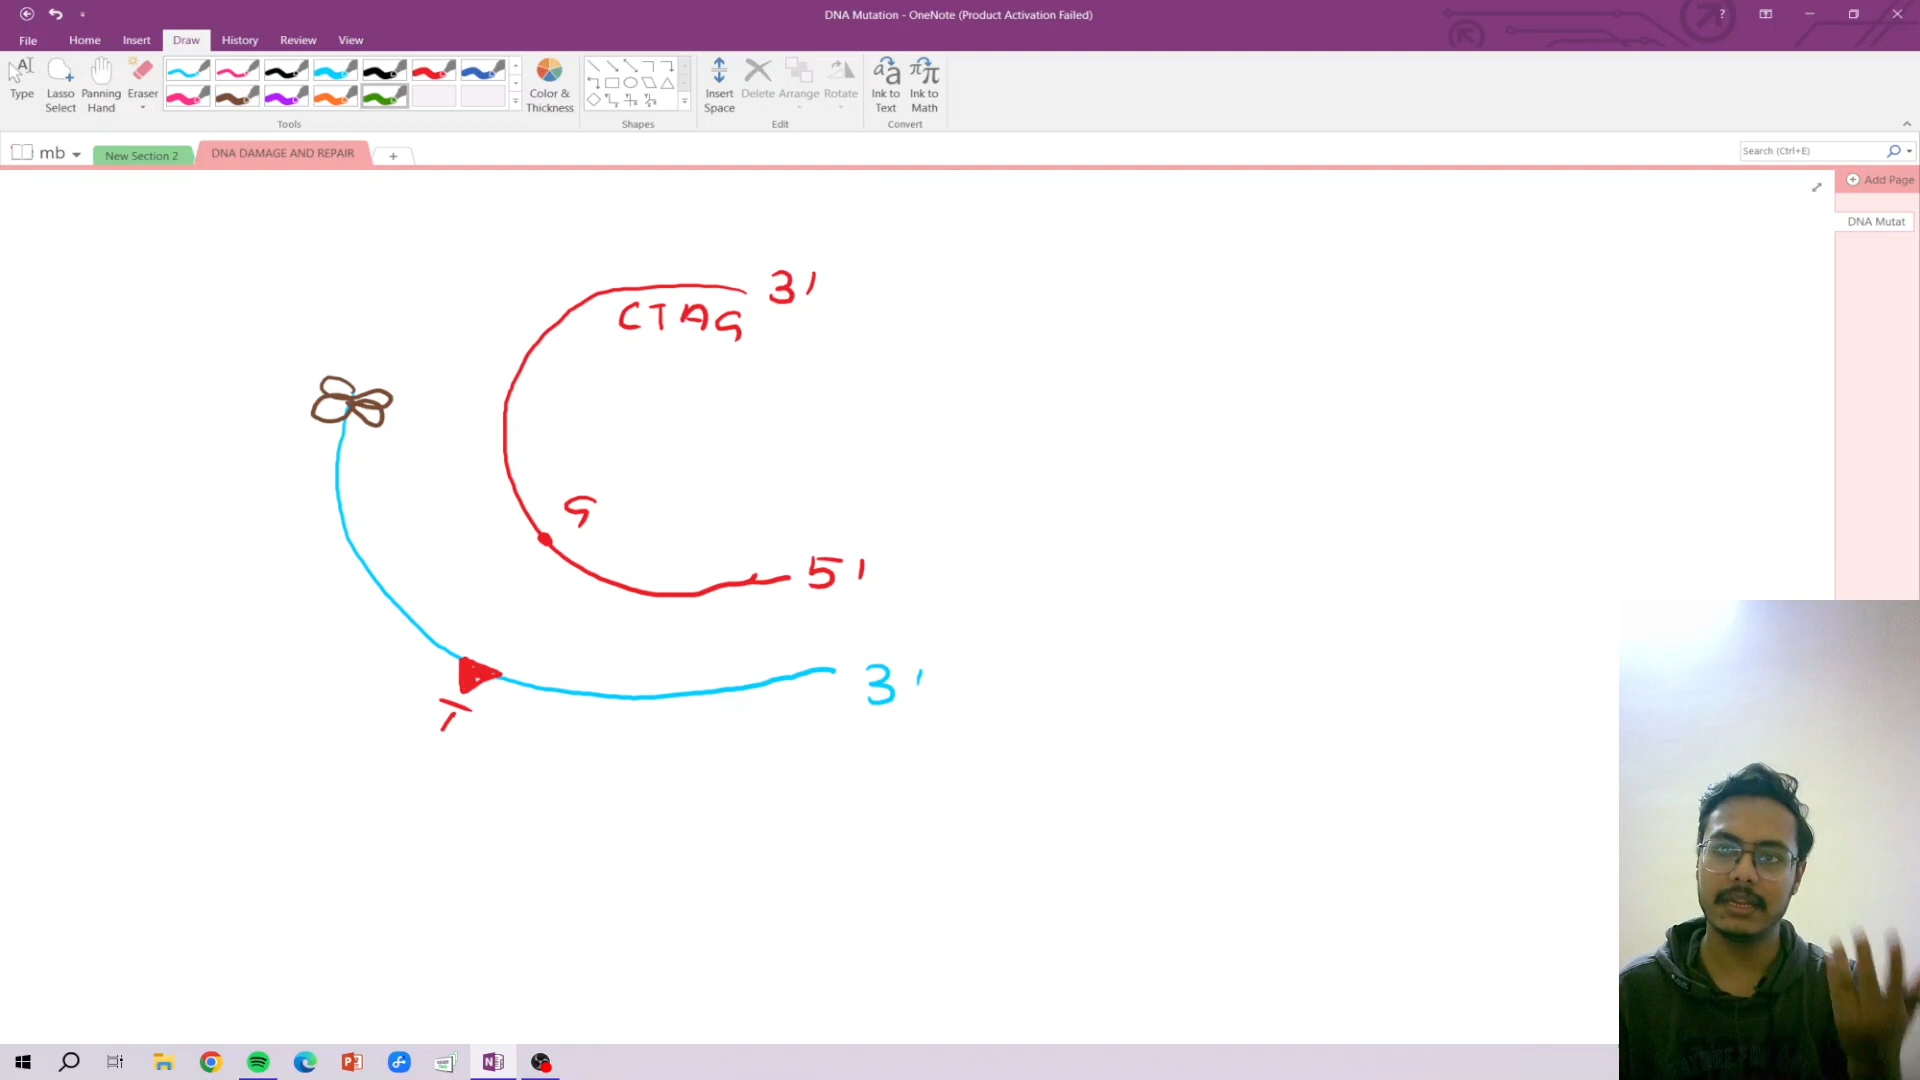 DNA Mutation - OneNote (Product Activation Failed)
?
File Home Insert Draw History Review View
Type
Lasso Select
Panning Hand
Eraser
Color & Thickness
Insert Space
Delete
Arrange
Rotate
Ink to Text
Ink to Math
Tools
Shapes
Edit
Convert
mb
New Section 2
DNA DAMAGE AND REPAIR
+
Search (Ctrl+E)
Add Page
DNA Mutat
3'
CTAG
G
5'
3'
T